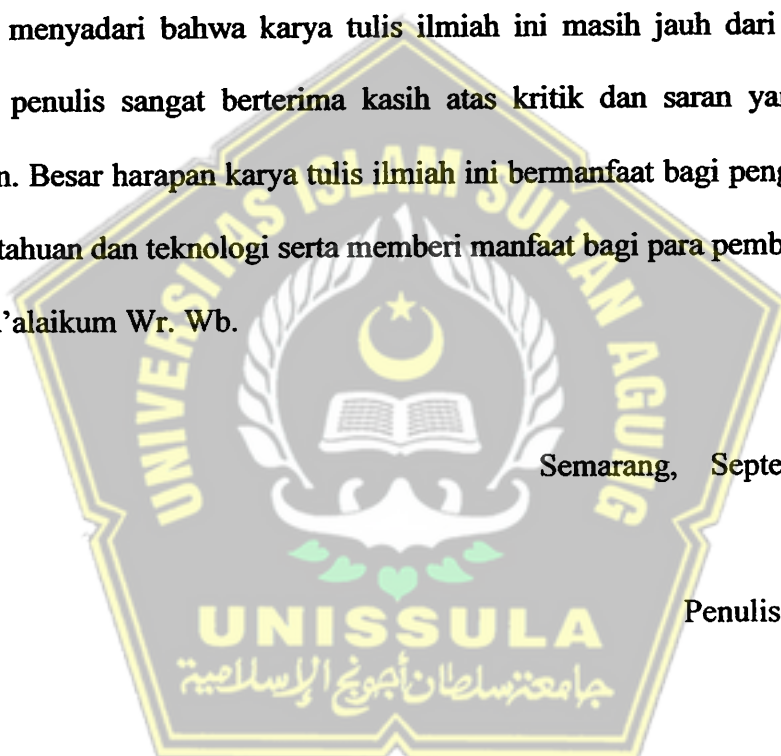 menyadari bahwa karya tulis ilmiah ini masih jauh dari
penulis sangat berterima kasih atas kritik dan saran ya
n. Besar harapan karya tulis ilmiah ini bermanfaat bagi peng
tahuan dan teknologi serta memberi manfaat bagi para pemb
'alaikum Wr. Wb.
Semarang, Septe
Penulis
UNIVERSITAS ISLAM SULTAN AGUNG
UNISSULA
جامعة سلطان أجونج الإسلامية